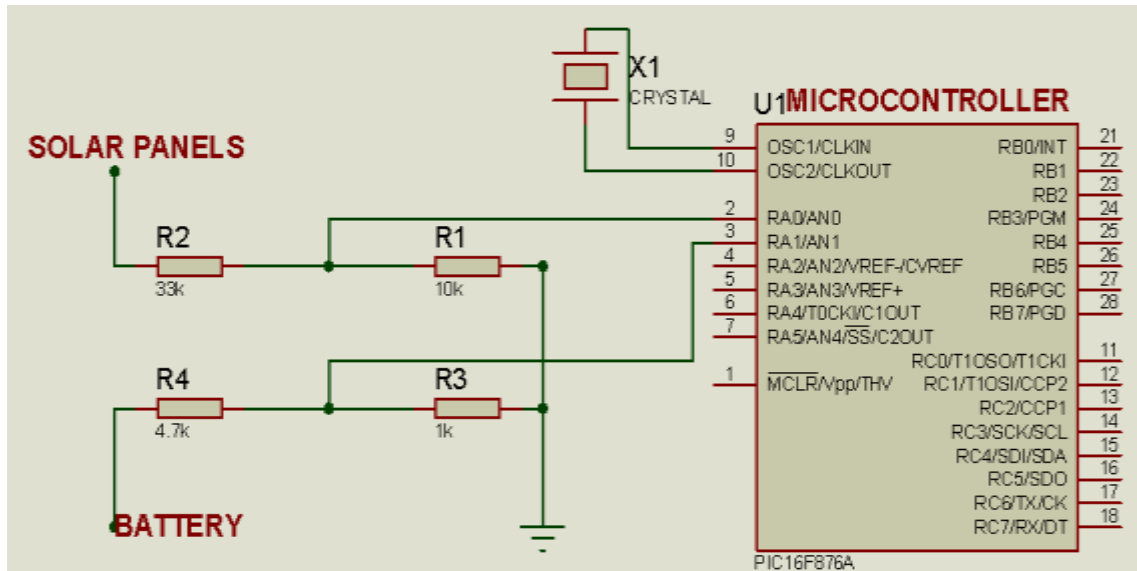 X1
CRYSTAL
U1 MICROCONTROLLER
SOLAR PANELS
9 OSC1/CLKIN RB0/INT 21
10 OSC2/CLKOUT RB1 22
RB2 23
2 RA0/AN0 RB3/PGM 24
3 RA1/AN1 RB4 25
4 RA2/AN2/VREF-/CVREF RB5 26
5 RA3/AN3/VREF+ RB6/PGC 27
6 RA4/T0CKI/C1OUT RB7/PGD 28
7 RA5/AN4/SS/C2OUT
RC0/T1OSO/T1CKI 11
1 MCLR/Vpp/THV RC1/T1OSI/CCP2 12
RC2/CCP1 13
RC3/SCK/SCL 14
RC4/SDI/SDA 15
RC5/SDO 16
RC6/TX/CK 17
RC7/RX/DT 18
PIC16F876A
R2
33k
R1
10k
R4
4.7k
R3
1k
BATTERY